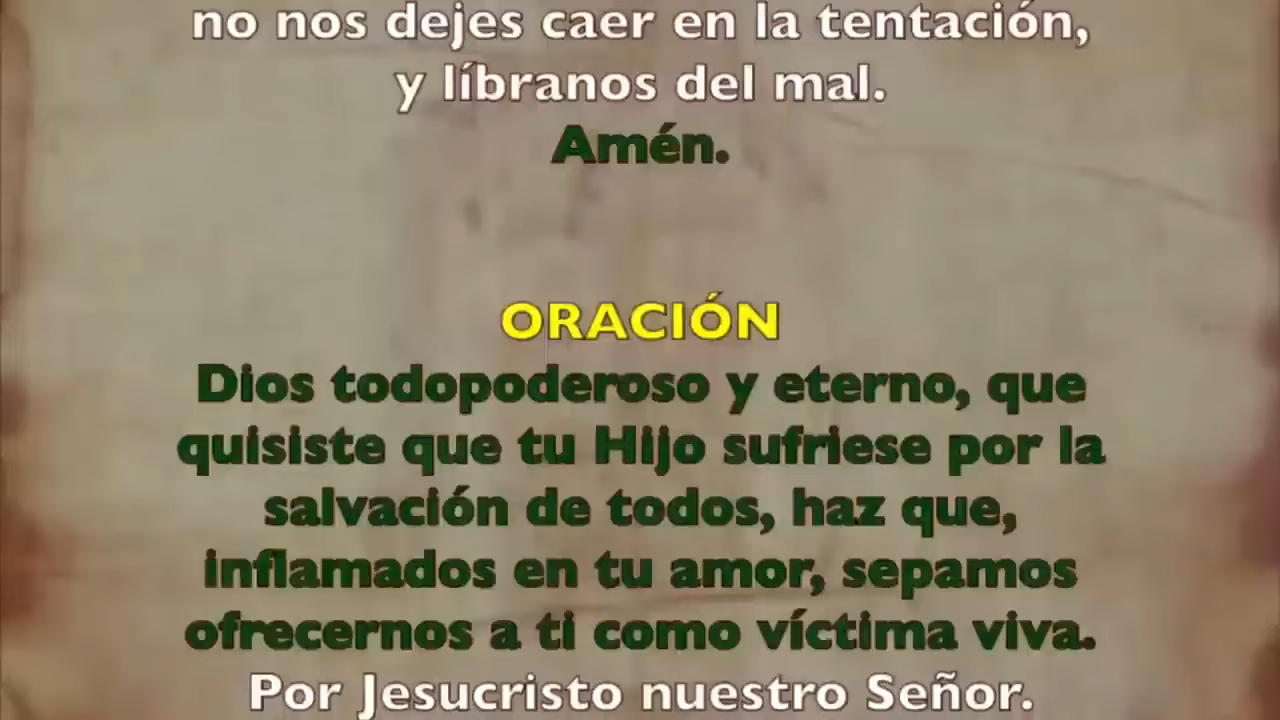 no nos dejes caer en la tentación,
y líbranos del mal.
Amén.
ORACIÓN
Dios todopoderoso y eterno, que
quisiste que tu Hijo sufriese por la
salvación de todos, haz que,
inflamados en tu amor, sepamos
ofrecernos a ti como víctima viva.
Por Jesucristo nuestro Señor.